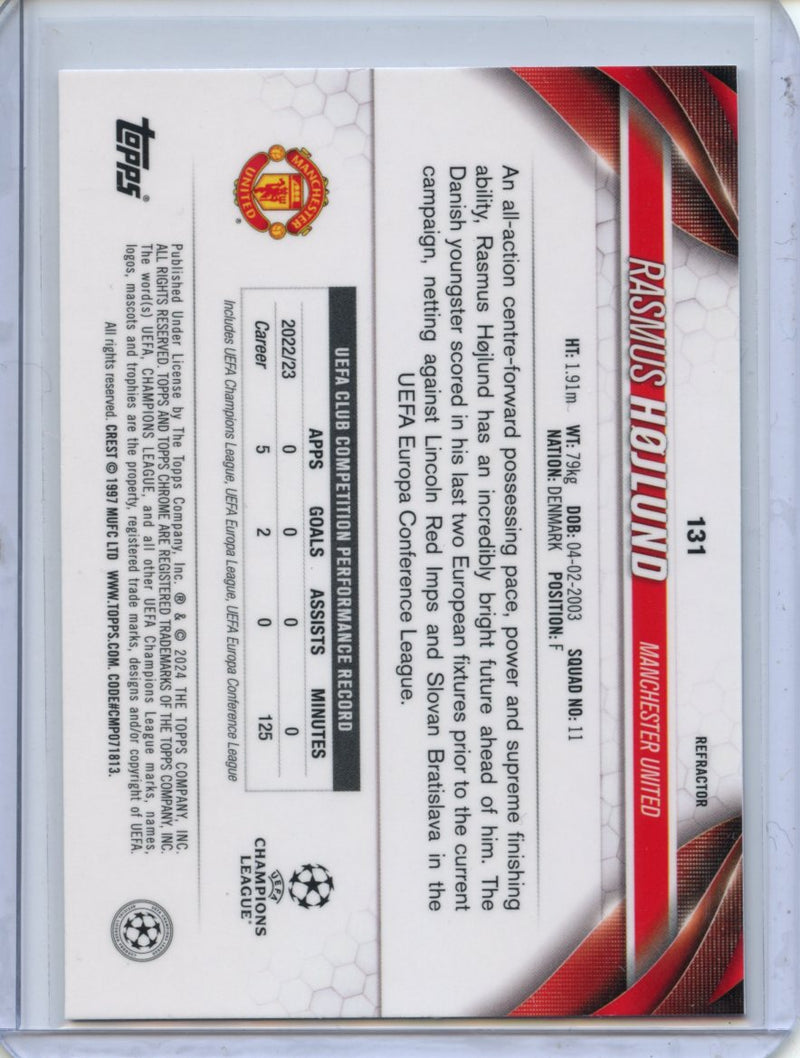 131
REFRACTOR
RASMUS HØJLUND
MANCHESTER UNITED
HT: 1.91m WT: 79kg DOB: 04-02-2003 SQUAD NO: 11
NATION: DENMARK POSITION: F
An all-action centre-forward possessing pace, power and supreme finishing
ability, Rasmus Højlund has an incredibly bright future ahead of him. The
Danish youngster scored in his last two European fixtures prior to the current
campaign, netting against Lincoln Red Imps and Slovan Bratislava in the
UEFA Europa Conference League.
MANCHESTER
UNITED
®
UEFA CLUB COMPETITION PERFORMANCE RECORD
APPS GOALS ASSISTS MINUTES
2022/23 0 0 0 0
Career 5 2 0 125
Includes UEFA Champions League, UEFA Europa League, UEFA Europa Conference League
UEFA
CHAMPIONS
LEAGUE®
topps®
Published Under License by The Topps Company, Inc. ® & © 2024 THE TOPPS COMPANY, INC.
ALL RIGHTS RESERVED. TOPPS AND TOPPS CHROME ARE REGISTERED TRADEMARKS OF THE TOPPS COMPANY, INC.
The word(s) UEFA, CHAMPIONS LEAGUE, and all other UEFA Champions League marks, names,
logos, mascots and trophies are the property, registered trade marks, designs and/or copyright of UEFA.
All rights reserved. CREST © 1997 MUFC LTD WWW.TOPPS.COM. CODE#CMP071813.